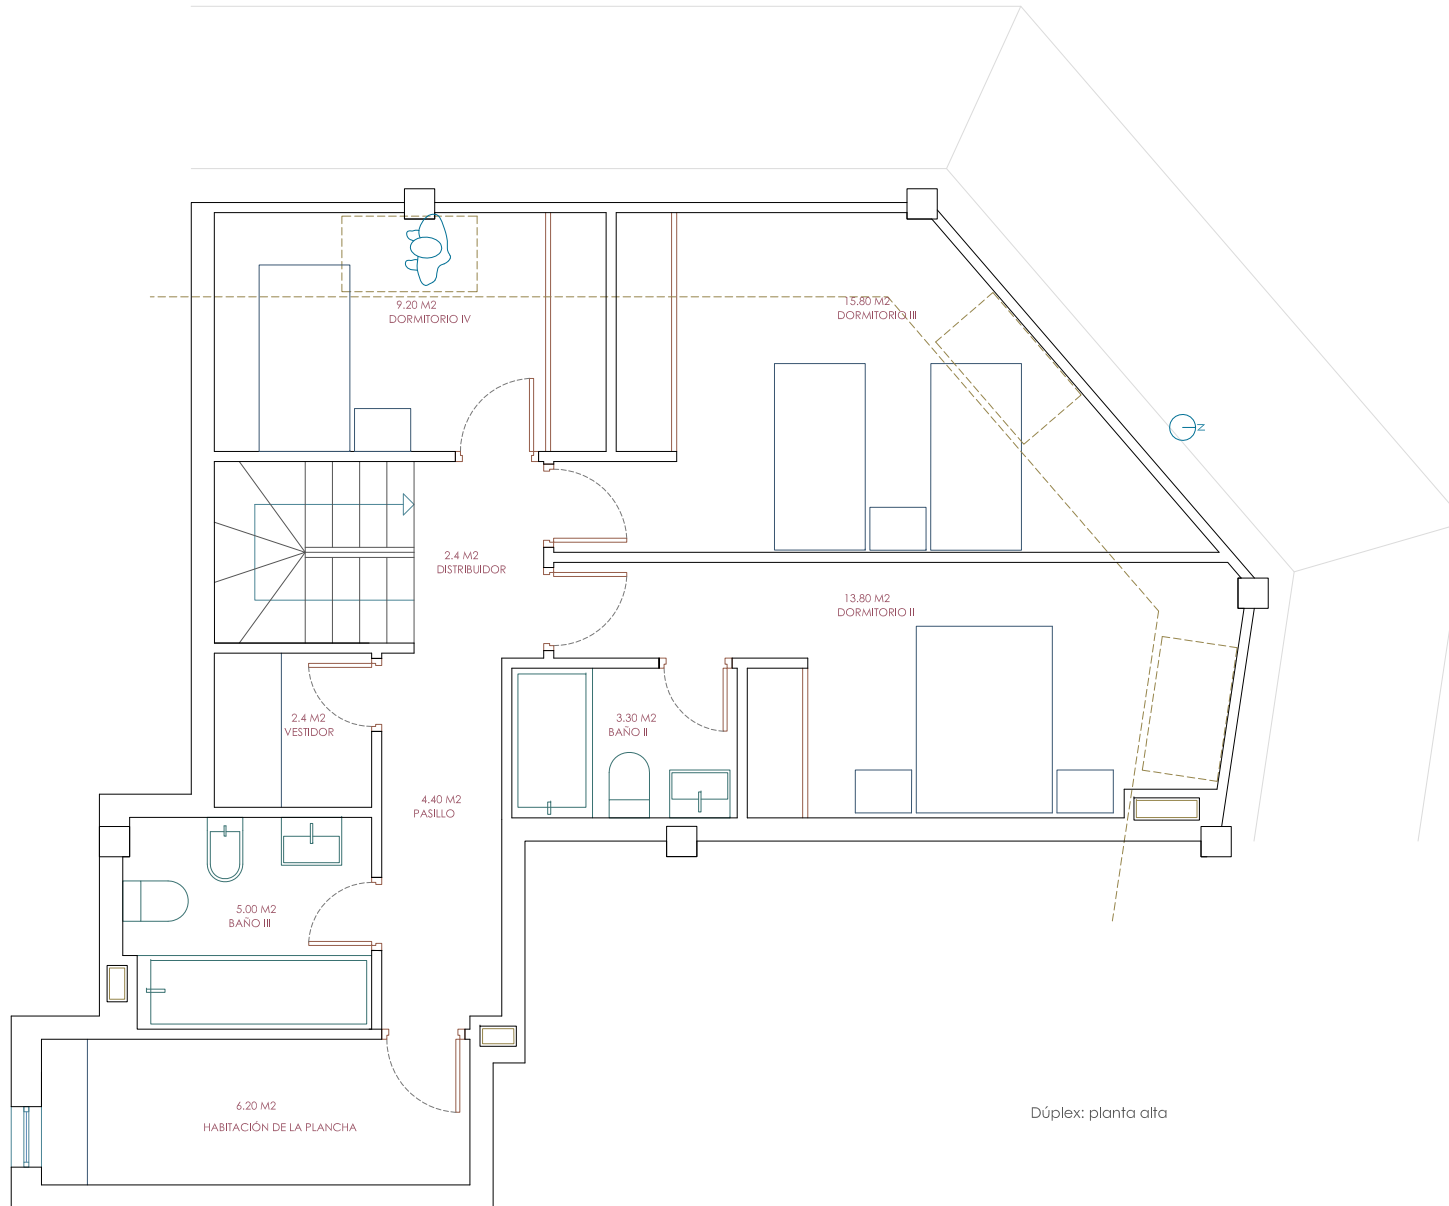 9.20 M2
DORMITORIO IV
15.80 M2
DORMITORIO III
N
2.4 M2
DISTRIBUIDOR
13.80 M2
DORMITORIO II
2.4 M2
VESTIDOR
3.30 M2
BAÑO II
4.40 M2
PASILLO
5.00 M2
BAÑO III
6.20 M2
HABITACIÓN DE LA PLANCHA
Dúplex: planta alta